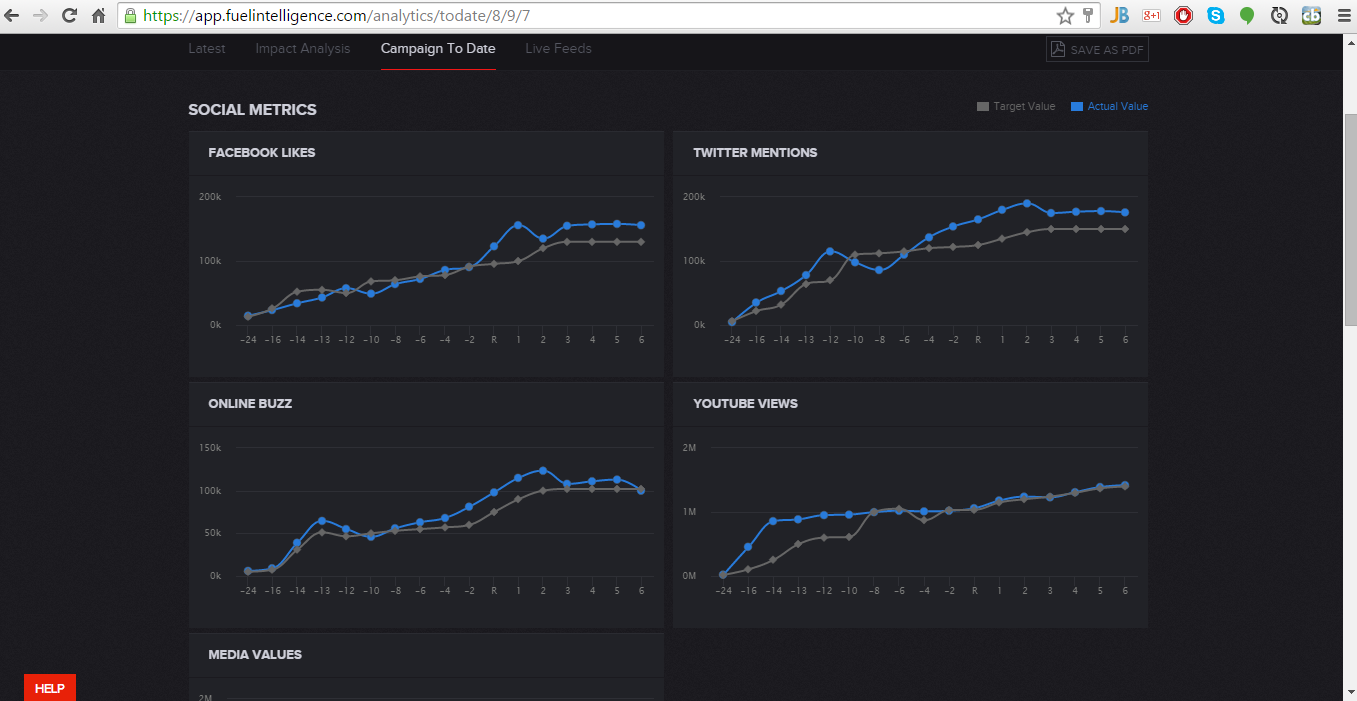 https://app.fuelintelligence.com/analytics/todate/8/9/7
JB
g+1
S
cb
Latest Impact Analysis Campaign To Date Live Feeds SAVE AS PDF
SOCIAL METRICS Target Value Actual Value
FACEBOOK LIKES
200k
100k
0k
-24 -16 -14 -13 -12 -10 -8 -6 -4 -2 R 1 2 3 4 5 6
TWITTER MENTIONS
200k
100k
0k
-24 -16 -14 -13 -12 -10 -8 -6 -4 -2 R 1 2 3 4 5 6
ONLINE BUZZ
150k
100k
50k
0k
-24 -16 -14 -13 -12 -10 -8 -6 -4 -2 R 1 2 3 4 5 6
YOUTUBE VIEWS
2M
1M
0M
-24 -16 -14 -13 -12 -10 -8 -6 -4 -2 R 1 2 3 4 5 6
MEDIA VALUES
2M
HELP